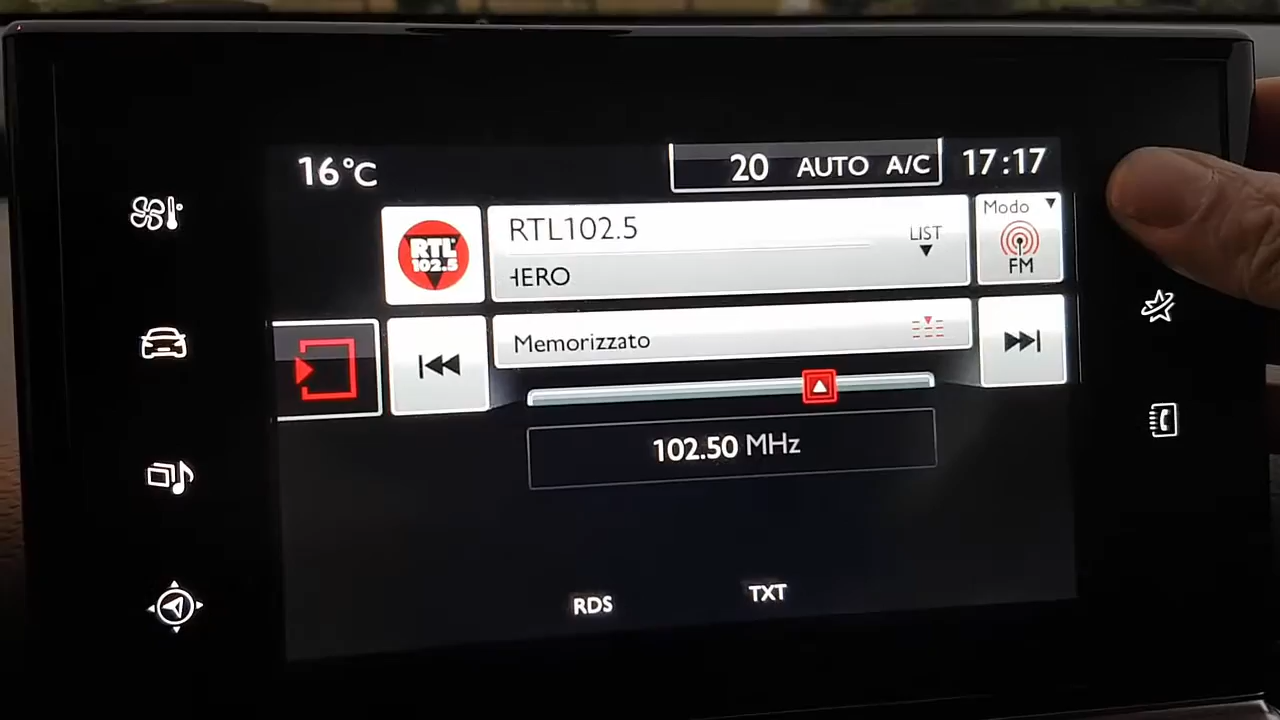 16°C
20 AUTO A/C
17:17
RTL 102.5
RTL102.5
LIST
HERO
Modo
FM
Memorizzato
102.50 MHz
RDS
TXT